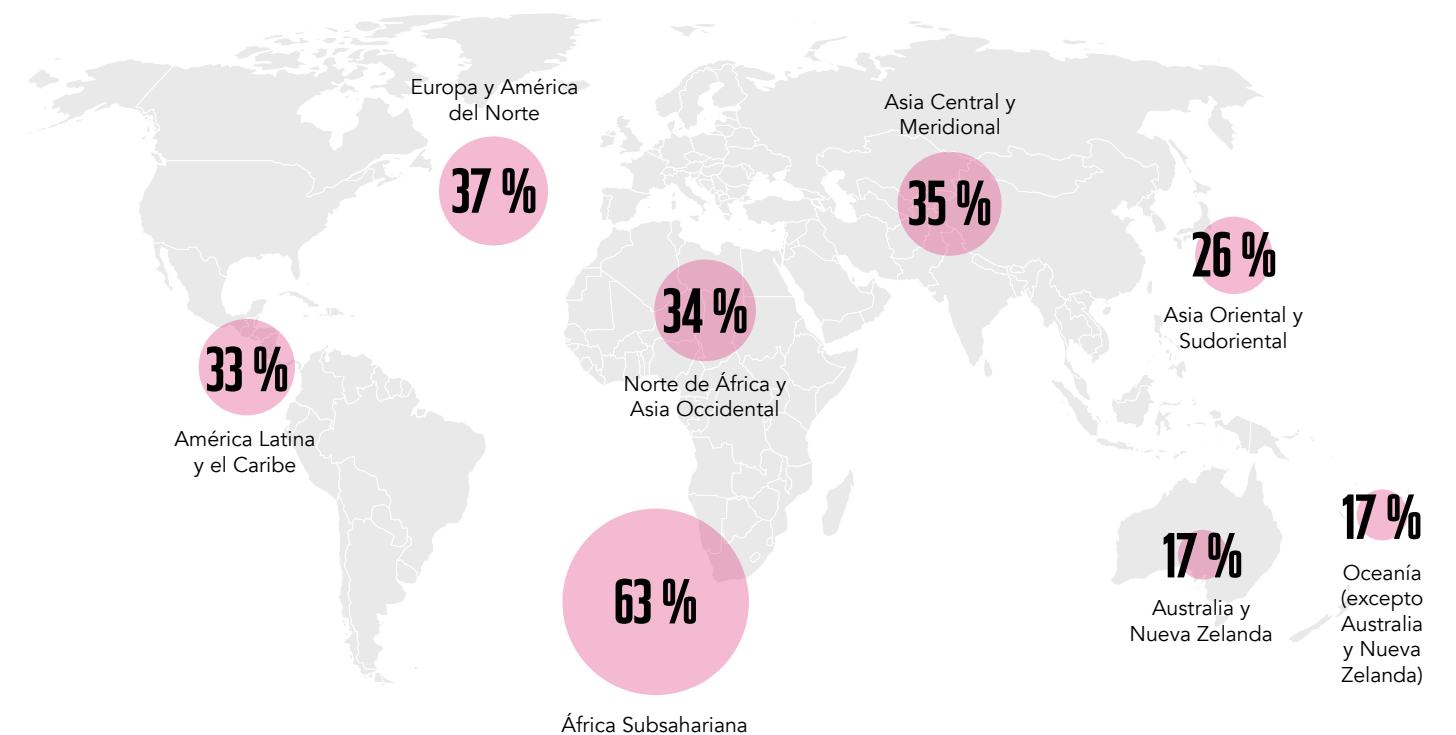 Europa y América
del Norte
37 %
Asia Central y
Meridional
35 %
26 %
Asia Oriental y
Sudoriental
34 %
Norte de África y
Asia Occidental
33 %
América Latina
y el Caribe
17 %
Oceanía
(excepto
Australia
y Nueva
Zelanda)
17 %
Australia y
Nueva Zelanda
63 %
África Subsahariana